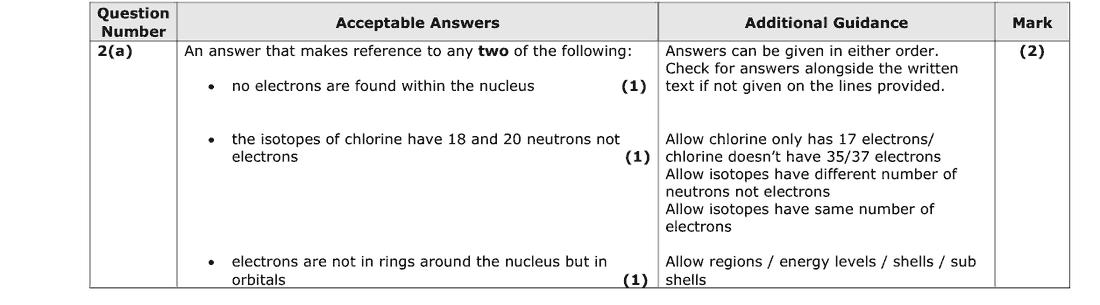 Question Number
Acceptable Answers
Additional Guidance
Mark
2(a)
An answer that makes reference to any two of the following:
• no electrons are found within the nucleus (1)
• the isotopes of chlorine have 18 and 20 neutrons not
electrons (1)
• electrons are not in rings around the nucleus but in
orbitals (1)
Answers can be given in either order.
Check for answers alongside the written
text if not given on the lines provided.
Allow chlorine only has 17 electrons/
chlorine doesn’t have 35/37 electrons
Allow isotopes have different number of
neutrons not electrons
Allow isotopes have same number of
electrons
Allow regions / energy levels / shells / sub
shells
(2)